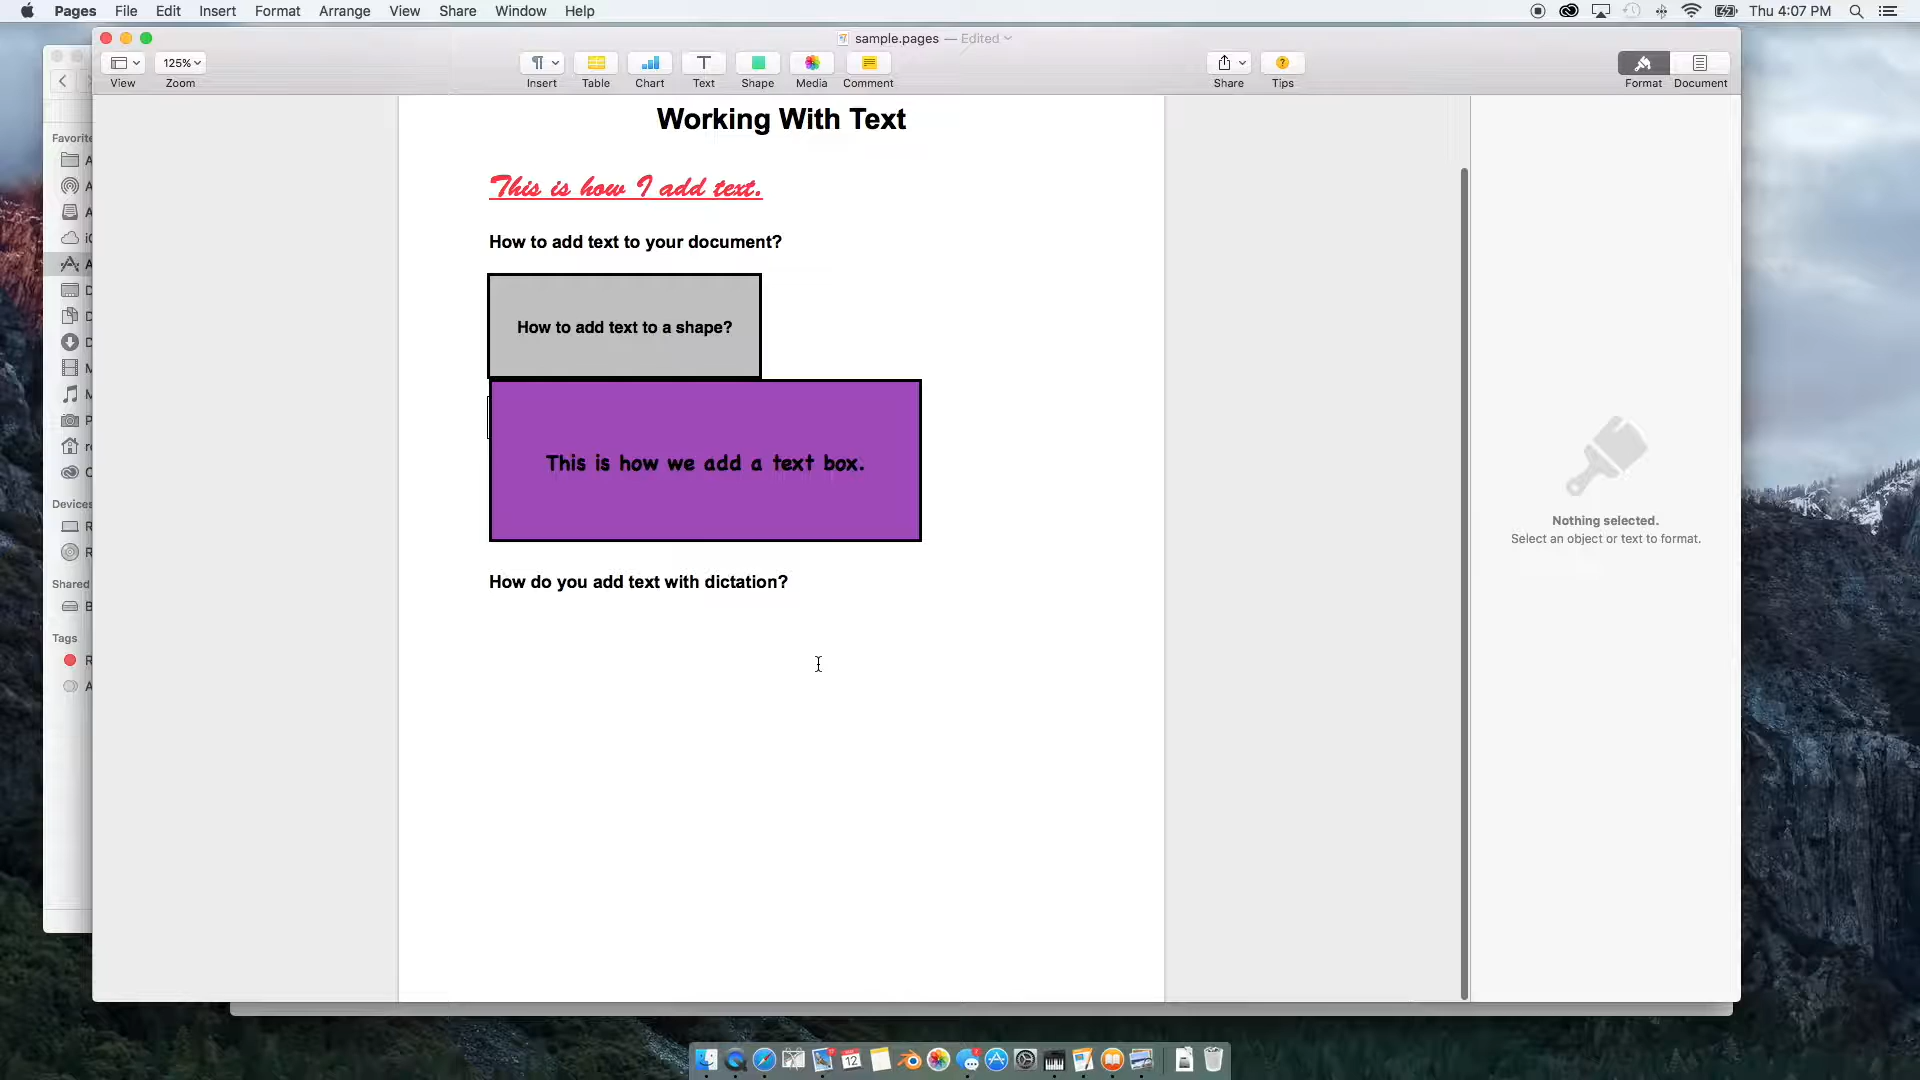 Pages File Edit Insert Format Arrange View Share Window Help
Thu 4:07 PM
sample.pages — Edited
125%
View Zoom Insert Table Chart Text Shape Media Comment Share Tips Format Document
Working With Text
This is how I add text.
How to add text to your document?
How to add text to a shape?
This is how we add a text box.
How do you add text with dictation?
Nothing selected.
Select an object or text to format.
Devices
Shared
Tags
12